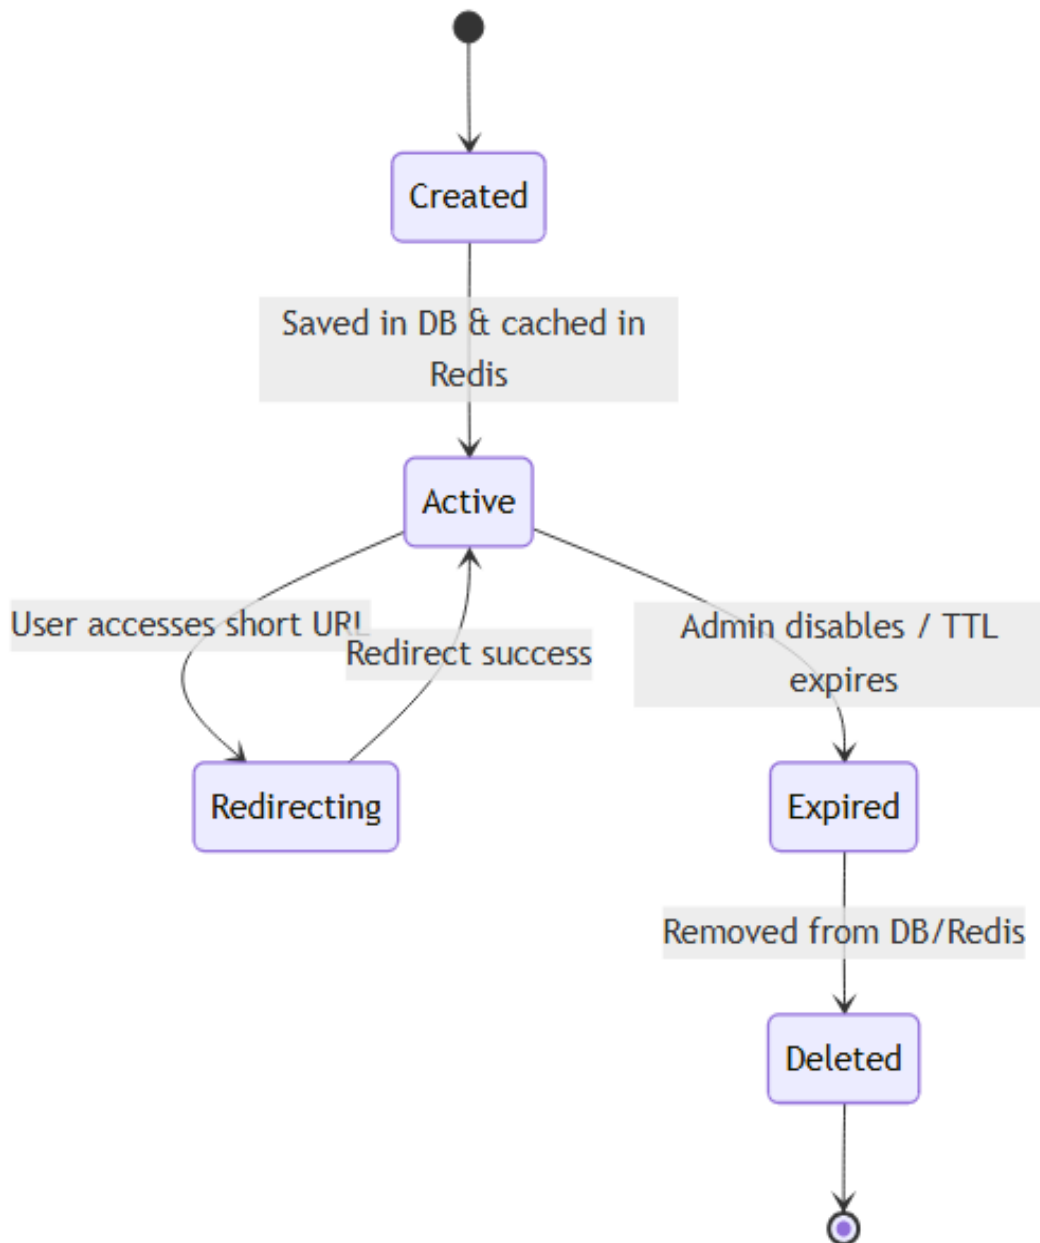 Created
Saved in DB & cached in
Redis
Active
User accesses short URL
Redirect success
Admin disables / TTL
expires
Redirecting
Expired
Removed from DB/Redis
Deleted